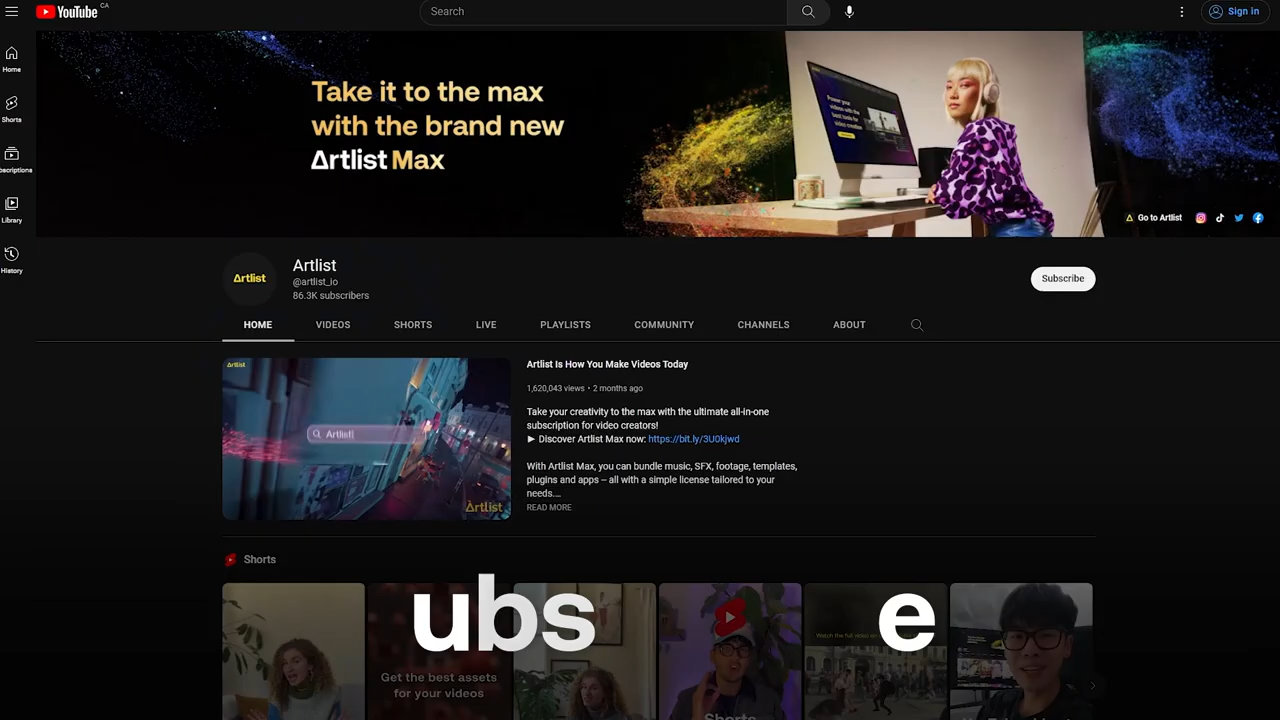 YouTube CA
Search
Sign in
Home
Shorts
bscriptions
Library
History
Take it to the max
with the brand new
Artlist Max
Go to Artlist
Artlist
Artlist
@artlist_io
86.3K subscribers
Subscribe
HOME VIDEOS SHORTS LIVE PLAYLISTS COMMUNITY CHANNELS ABOUT
Artlist
Artlist
Artlist
Artlist Is How You Make Videos Today
1,620,043 views • 2 months ago
Take your creativity to the max with the ultimate all-in-one
subscription for video creators!
► Discover Artlist Max now: https://bit.ly/3U0kjwd
With Artlist Max, you can bundle music, SFX, footage, templates,
plugins and apps – all with a simple license tailored to your
needs....
READ MORE
Shorts
ubs e
Get the best assets
for your videos
Shorts